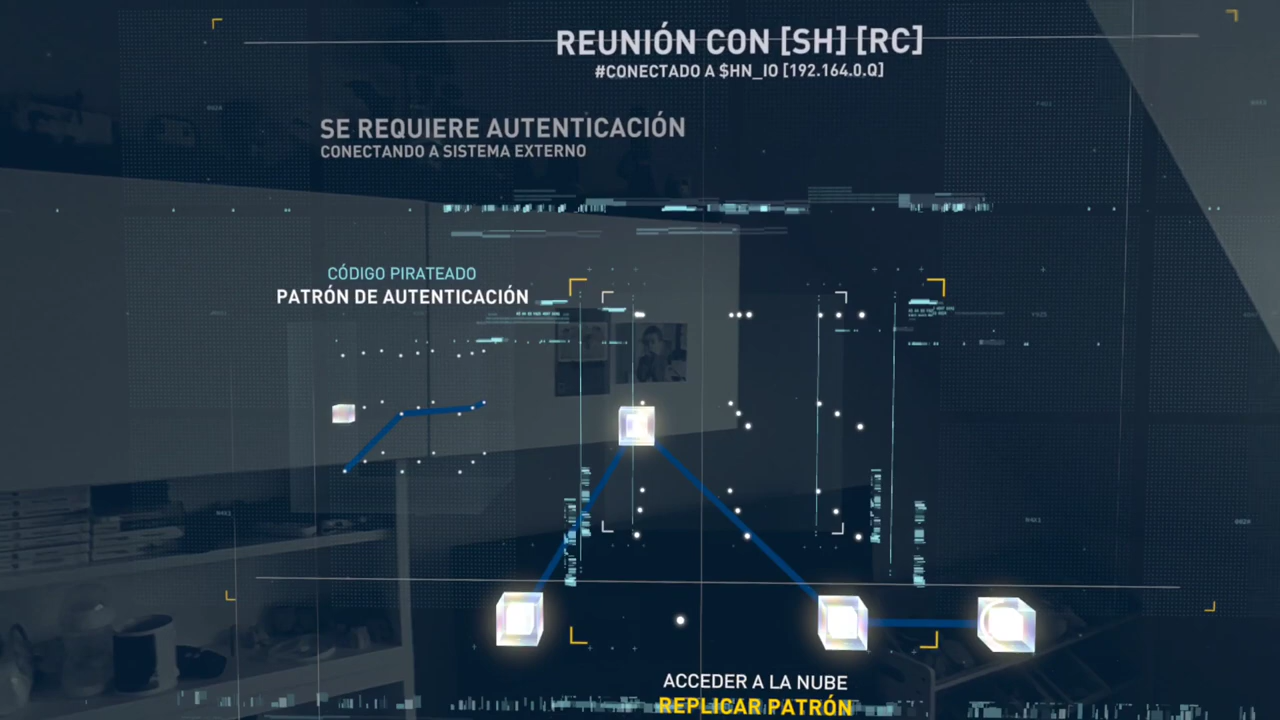 REUNIÓN CON [SH] [RC]
#CONECTADO A $HN_IO [192.164.0.Q]
SE REQUIERE AUTENTICACIÓN
CONECTANDO A SISTEMA EXTERNO
CÓDIGO PIRATEADO
PATRÓN DE AUTENTICACIÓN
ACCEDER A LA NUBE
REPLICAR PATRÓN